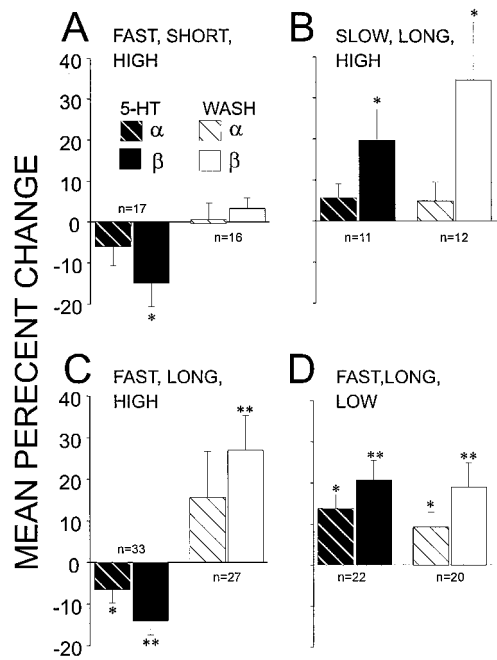 MEAN PERECENT CHANGE
A
FAST, SHORT,
HIGH
40
30
20
10
0
-10
-20
5-HT
WASH
α
α
β
β
n=17
n=16
*
B
SLOW, LONG,
HIGH
*
*
n=11
n=12
C
FAST, LONG,
HIGH
40
30
20
10
0
-10
-20
n=33
n=27
*
**
**
D
FAST,LONG,
LOW
*
**
*
**
n=22
n=20